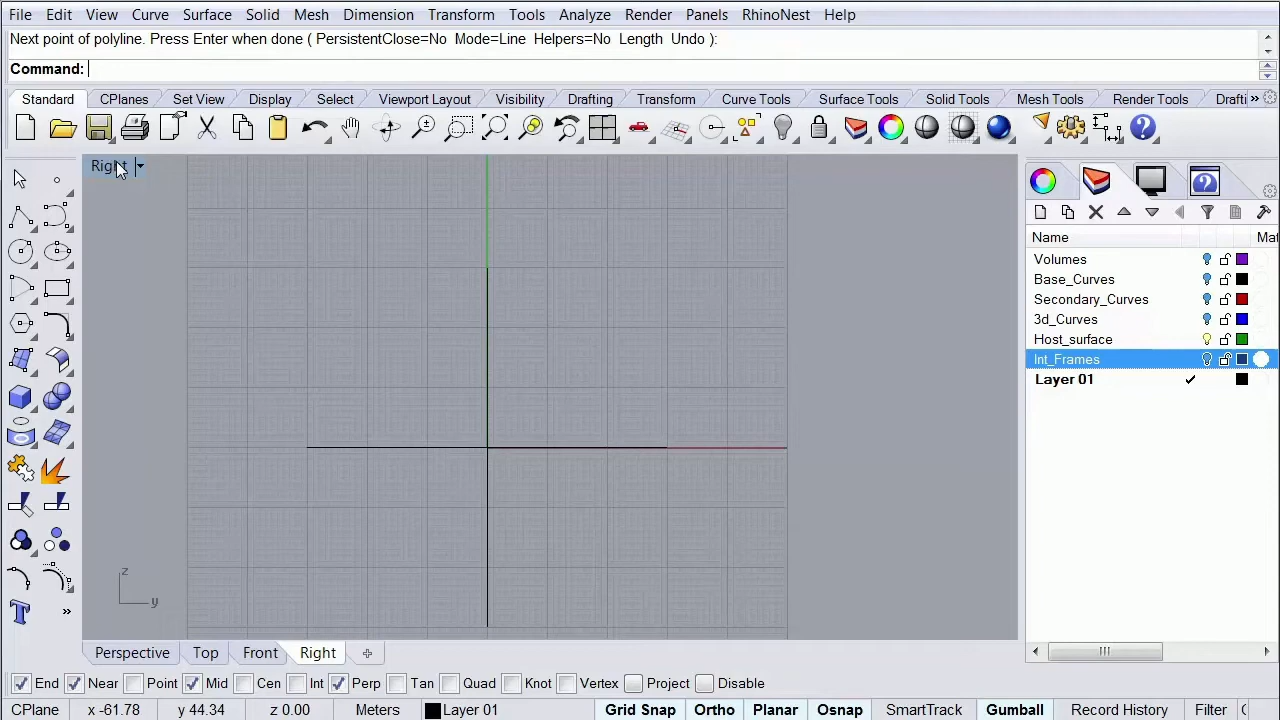 File Edit View Curve Surface Solid Mesh Dimension Transform Tools Analyze Render Panels RhinoNest Help
Next point of polyline. Press Enter when done ( PersistentClose=No Mode=Line Helpers=No Length Undo ):
Command:
Standard CPlanes Set View Display Select Viewport Layout Visibility Drafting Transform Curve Tools Surface Tools Solid Tools Mesh Tools Render Tools Drafti »
Right
Name Mat
Volumes
Base_Curves
Secondary_Curves
3d_Curves
Host_surface
Int_Frames
Layer 01
z
y
Perspective Top Front Right
End Near Point Mid Cen Int Perp Tan Quad Knot Vertex Project Disable
CPlane x -61.78 y 44.34 z 0.00 Meters Layer 01 Grid Snap Ortho Planar Osnap SmartTrack Gumball Record History Filter